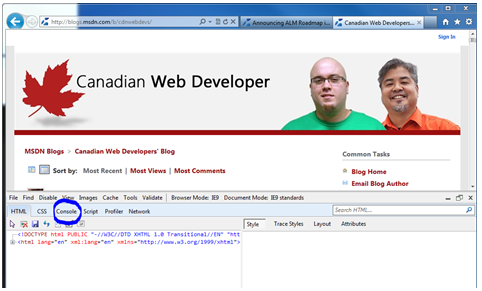 http://blogs.msdn.com/b/cdnwebdev/
Announcing ALM Roadmap i...
Canadian Web Developers...
Sign In
Canadian Web Developer
MSDN Blogs > Canadian Web Developers' Blog
Common Tasks
Sort by: Most Recent | Most Views | Most Comments
Blog Home
Email Blog Author
File Find Disable View Images Cache Tools Validate Browser Mode: IE9 Document Mode: IE9 standards
HTML CSS Console Script Profiler Network
Search HTML...
Style Trace Styles Layout Attributes
<!DOCTYPE html PUBLIC "-//W3C//DTD XHTML 1.0 Transitional//EN" "htt
<html lang="en" xml:lang="en" xmlns="http://www.w3.org/1999/xhtml">